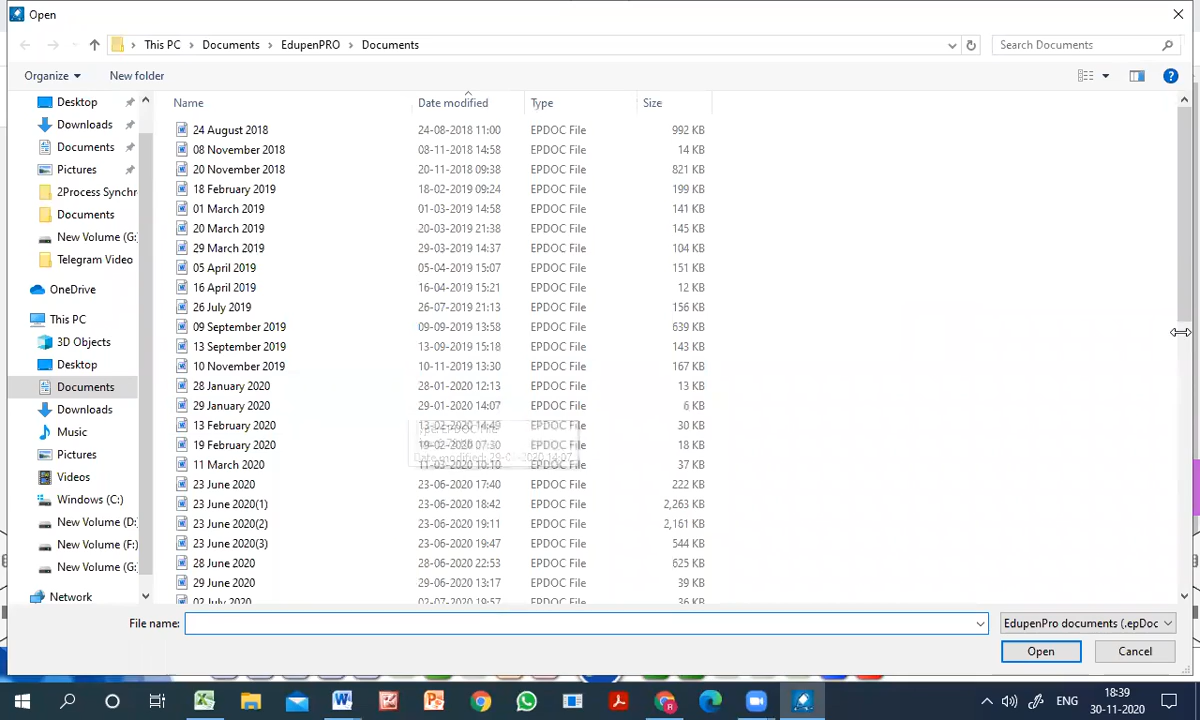 Open
This PC > Documents > EdupenPRO > Documents
Search Documents
Organize
New folder
Name Date modified Type Size
Desktop
Downloads
Documents
Pictures
2Process Synchr
Documents
New Volume (G:
Telegram Video
OneDrive
This PC
3D Objects
Desktop
Documents
Downloads
Music
Pictures
Videos
Windows (C:)
New Volume (D:
New Volume (F:)
New Volume (G:
Network
24 August 2018 24-08-2018 11:00 EPDOC File 992 KB
08 November 2018 08-11-2018 14:58 EPDOC File 14 KB
20 November 2018 20-11-2018 09:38 EPDOC File 821 KB
18 February 2019 18-02-2019 09:24 EPDOC File 199 KB
01 March 2019 01-03-2019 14:58 EPDOC File 141 KB
20 March 2019 20-03-2019 21:38 EPDOC File 145 KB
29 March 2019 29-03-2019 14:37 EPDOC File 104 KB
05 April 2019 05-04-2019 15:07 EPDOC File 151 KB
16 April 2019 16-04-2019 15:21 EPDOC File 12 KB
26 July 2019 26-07-2019 21:13 EPDOC File 156 KB
09 September 2019 09-09-2019 13:58 EPDOC File 639 KB
13 September 2019 13-09-2019 15:18 EPDOC File 143 KB
10 November 2019 10-11-2019 13:30 EPDOC File 167 KB
28 January 2020 28-01-2020 12:13 EPDOC File 13 KB
29 January 2020 29-01-2020 14:07 EPDOC File 6 KB
13 February 2020 13-02-2020 14:49 EPDOC File 30 KB
19 February 2020 19-02-2020 07:30 EPDOC File 18 KB
Date modified: 29-01-2020 14:07
11 March 2020 11-03-2020 10:10 EPDOC File 37 KB
23 June 2020 23-06-2020 17:40 EPDOC File 222 KB
23 June 2020(1) 23-06-2020 18:42 EPDOC File 2,263 KB
23 June 2020(2) 23-06-2020 19:11 EPDOC File 2,161 KB
23 June 2020(3) 23-06-2020 19:47 EPDOC File 544 KB
28 June 2020 28-06-2020 22:53 EPDOC File 625 KB
29 June 2020 29-06-2020 13:17 EPDOC File 39 KB
02 July 2020 02-07-2020 19:57 EPDOC File 36 KB
File name:
EdupenPro documents (.epDoc
Open
Cancel
ENG
18:39
30-11-2020